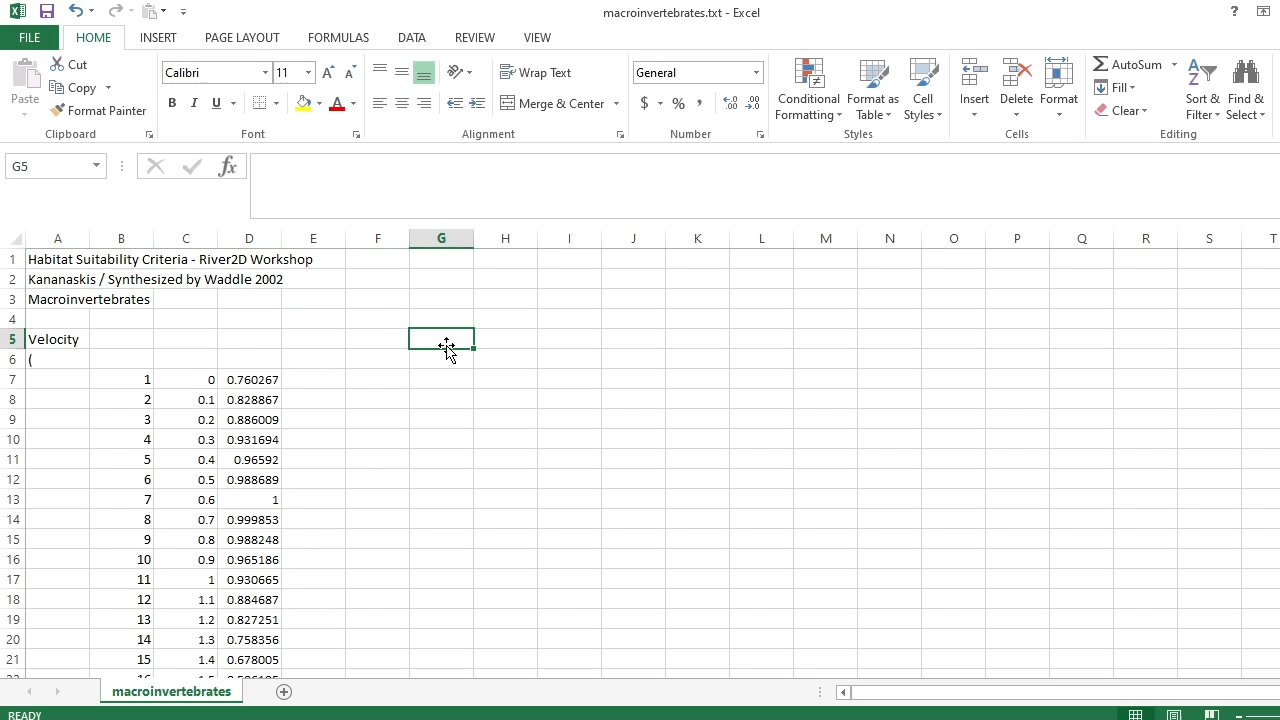 macroinvertebrates.txt - Excel
?
FILE HOME INSERT PAGE LAYOUT FORMULAS DATA REVIEW VIEW
Paste
Cut
Copy
Format Painter
Calibri 11 A A
B I U A
Wrap Text
Merge & Center
General
$ % ,
Conditional Formatting
Format as Table
Cell Styles
Insert
Delete
Format
AutoSum
Fill
Clear
Sort & Filter
Find & Select
Clipboard Font Alignment Number Styles Cells Editing
G5 fx
A B C D E F G H I J K L M N O P Q R S T
1 Habitat Suitability Criteria - River2D Workshop
2 Kananaskis / Synthesized by Waddle 2002
3 Macroinvertebrates
4
5 Velocity
6 (
7 1 0 0.760267
8 2 0.1 0.828867
9 3 0.2 0.886009
10 4 0.3 0.931694
11 5 0.4 0.96592
12 6 0.5 0.988689
13 7 0.6 1
14 8 0.7 0.999853
15 9 0.8 0.988248
16 10 0.9 0.965186
17 11 1 0.930665
18 12 1.1 0.884687
19 13 1.2 0.827251
20 14 1.3 0.758356
21 15 1.4 0.678005
macroinvertebrates
READY